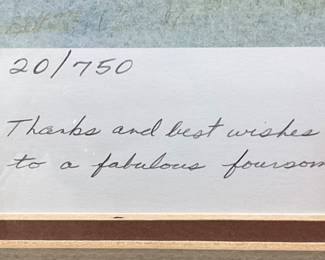 20/750
Thanks and best wishes
to a fabulous foursom